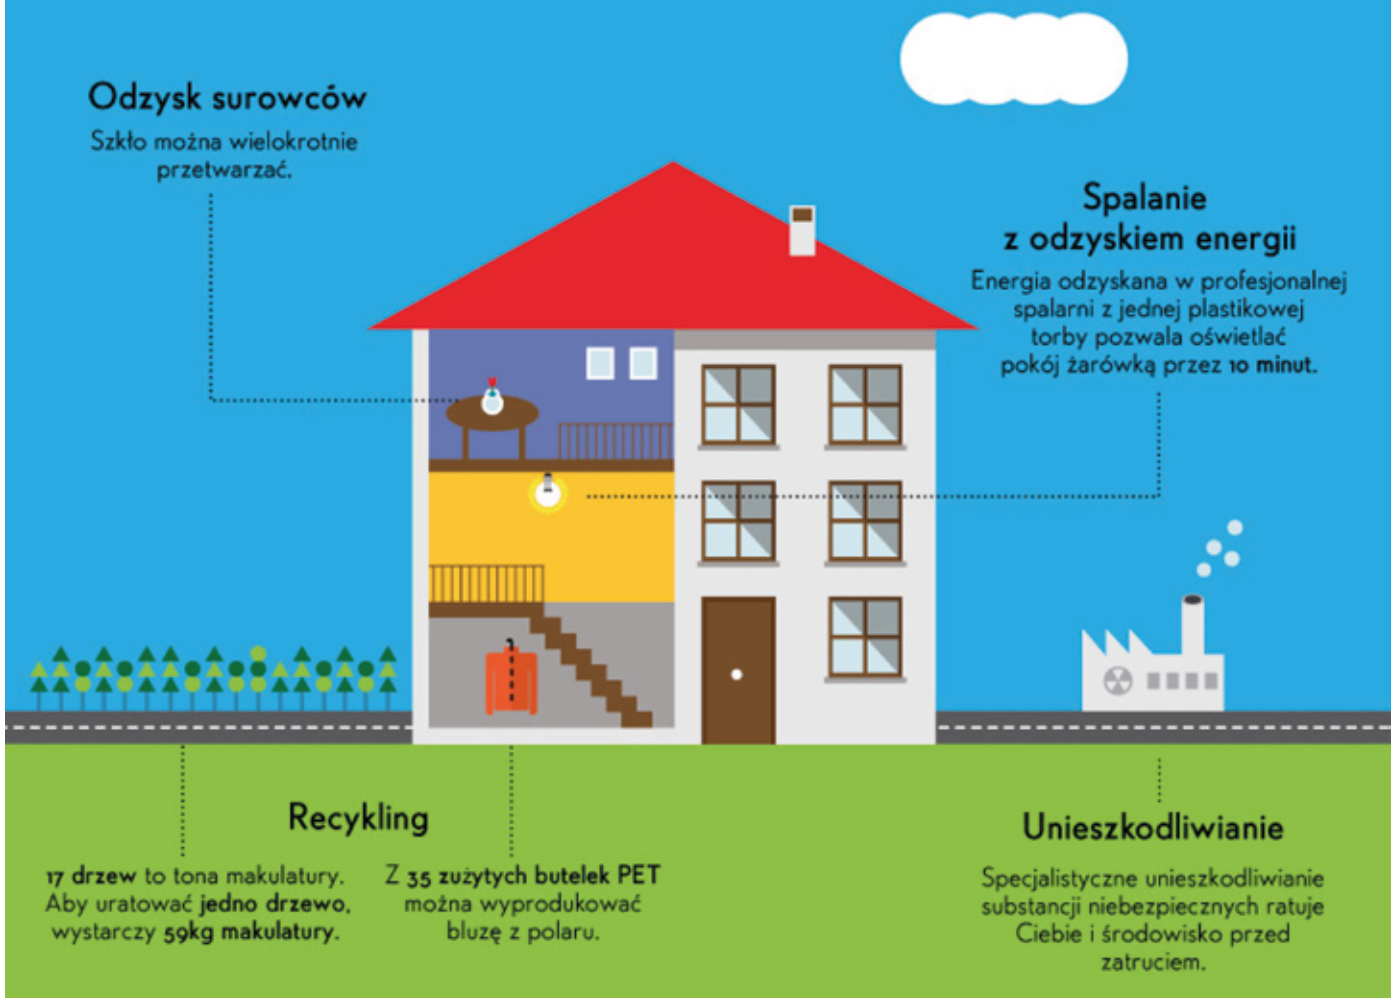 Odzysk surowców
Szkło można wielokrotnie
przetwarzać.
Spalanie
z odzyskiem energii
Energia odzyskana w profesjonalnej
spalarni z jednej plastikowej
torby pozwala oświetlać
pokój żarówką przez 10 minut.
Recykling
17 drzew to tona makulatury.
Aby uratować jedno drzewo,
wystarczy 59kg makulatury.
Z 35 zużytych butelek PET
można wyprodukować
bluzę z polaru.
Unieszkodliwianie
Specjalistyczne unieszkodliwianie
substancji niebezpiecznych ratuje
Ciebie i środowisko przed
zatruciem.